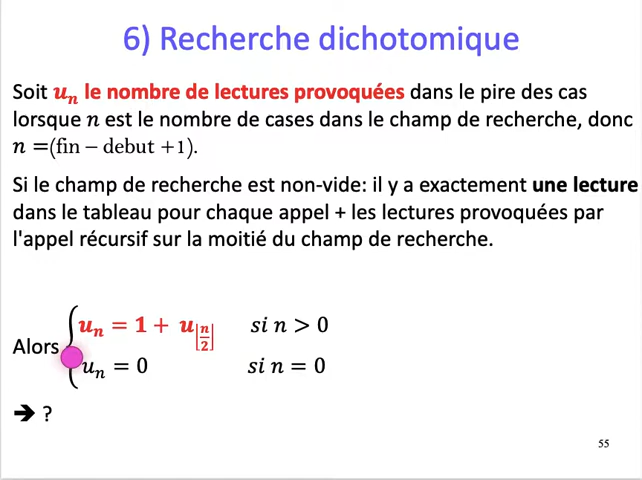 6) Recherche dichotomique
Soit uₙ le nombre de lectures provoquées dans le pire des cas
lorsque n est le nombre de cases dans le champ de recherche, donc
n =(fin − debut +1).
Si le champ de recherche est non-vide: il y a exactement une lecture
dans le tableau pour chaque appel + les lectures provoquées par
l'appel récursif sur la moitié du champ de recherche.
uₙ = 1 + u⌊n/2⌋ si n > 0
Alors
uₙ = 0 si n = 0
➔ ?
55